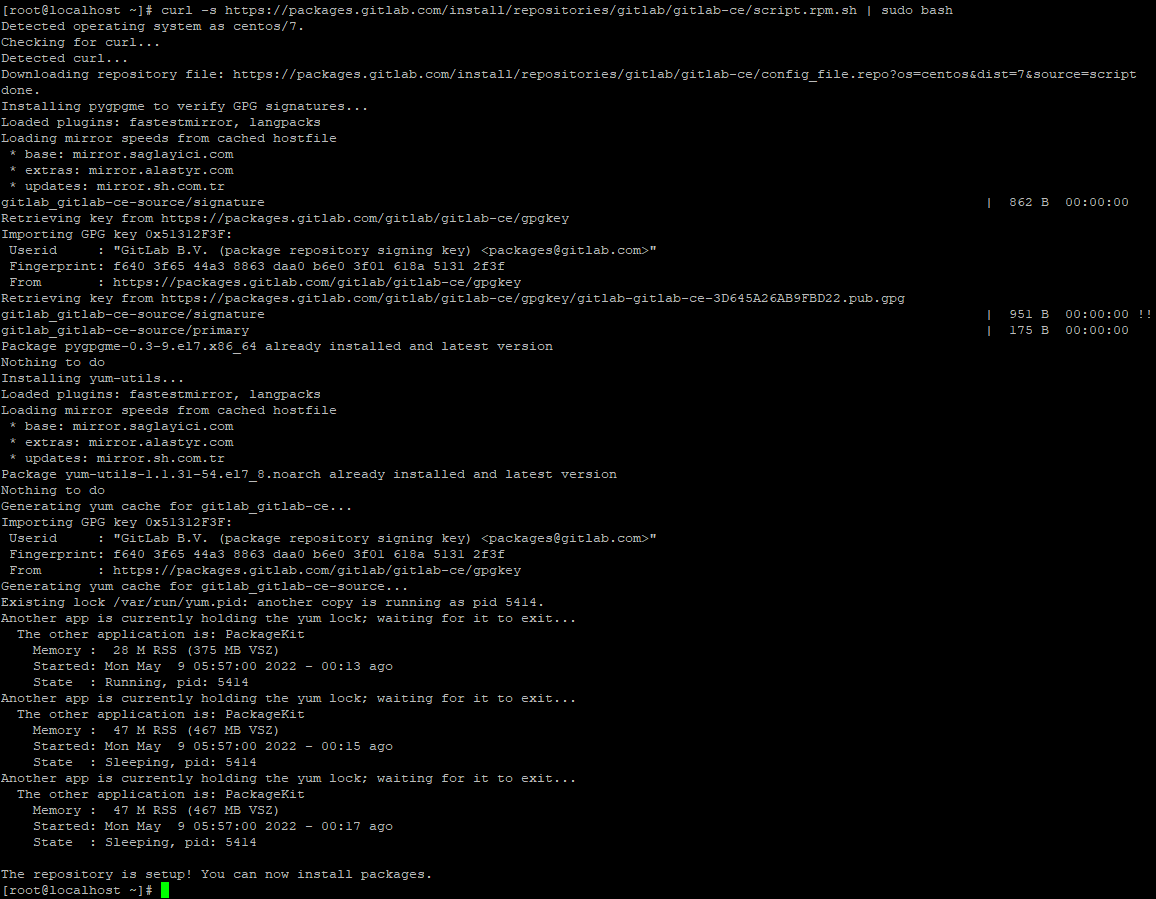 [root@localhost ~]# curl -s https://packages.gitlab.com/install/repositories/gitlab/gitlab-ce/script.rpm.sh | sudo bash
Detected operating system as centos/7.
Checking for curl...
Detected curl...
Downloading repository file: https://packages.gitlab.com/install/repositories/gitlab/gitlab-ce/config_file.repo?os=centos&dist=7&source=script
done.
Installing pygpgme to verify GPG signatures...
Loaded plugins: fastestmirror, langpacks
Loading mirror speeds from cached hostfile
 * base: mirror.saglayici.com
 * extras: mirror.alastyr.com
 * updates: mirror.sh.com.tr
gitlab_gitlab-ce-source/signature | 862 B 00:00:00
Retrieving key from https://packages.gitlab.com/gitlab/gitlab-ce/gpgkey
Importing GPG key 0x51312F3F:
 Userid     : "GitLab B.V. (package repository signing key) <packages@gitlab.com>"
 Fingerprint: f640 3f65 44a3 8863 daa0 b6e0 3f01 618a 5131 2f3f
 From       : https://packages.gitlab.com/gitlab/gitlab-ce/gpgkey
Retrieving key from https://packages.gitlab.com/gitlab/gitlab-ce/gpgkey/gitlab-gitlab-ce-3D645A26AB9FBD22.pub.gpg
gitlab_gitlab-ce-source/signature | 951 B 00:00:00 !!
gitlab_gitlab-ce-source/primary | 175 B 00:00:00
Package pygpgme-0.3-9.el7.x86_64 already installed and latest version
Nothing to do
Installing yum-utils...
Loaded plugins: fastestmirror, langpacks
Loading mirror speeds from cached hostfile
 * base: mirror.saglayici.com
 * extras: mirror.alastyr.com
 * updates: mirror.sh.com.tr
Package yum-utils-1.1.31-54.el7_8.noarch already installed and latest version
Nothing to do
Generating yum cache for gitlab_gitlab-ce...
Importing GPG key 0x51312F3F:
 Userid     : "GitLab B.V. (package repository signing key) <packages@gitlab.com>"
 Fingerprint: f640 3f65 44a3 8863 daa0 b6e0 3f01 618a 5131 2f3f
 From       : https://packages.gitlab.com/gitlab/gitlab-ce/gpgkey
Generating yum cache for gitlab_gitlab-ce-source...
Existing lock /var/run/yum.pid: another copy is running as pid 5414.
Another app is currently holding the yum lock; waiting for it to exit...
  The other application is: PackageKit
    Memory :  28 M RSS (375 MB VSZ)
    Started: Mon May  9 05:57:00 2022 - 00:13 ago
    State  : Running, pid: 5414
Another app is currently holding the yum lock; waiting for it to exit...
  The other application is: PackageKit
    Memory :  47 M RSS (467 MB VSZ)
    Started: Mon May  9 05:57:00 2022 - 00:15 ago
    State  : Sleeping, pid: 5414
Another app is currently holding the yum lock; waiting for it to exit...
  The other application is: PackageKit
    Memory :  47 M RSS (467 MB VSZ)
    Started: Mon May  9 05:57:00 2022 - 00:17 ago
    State  : Sleeping, pid: 5414
The repository is setup! You can now install packages.
[root@localhost ~]#